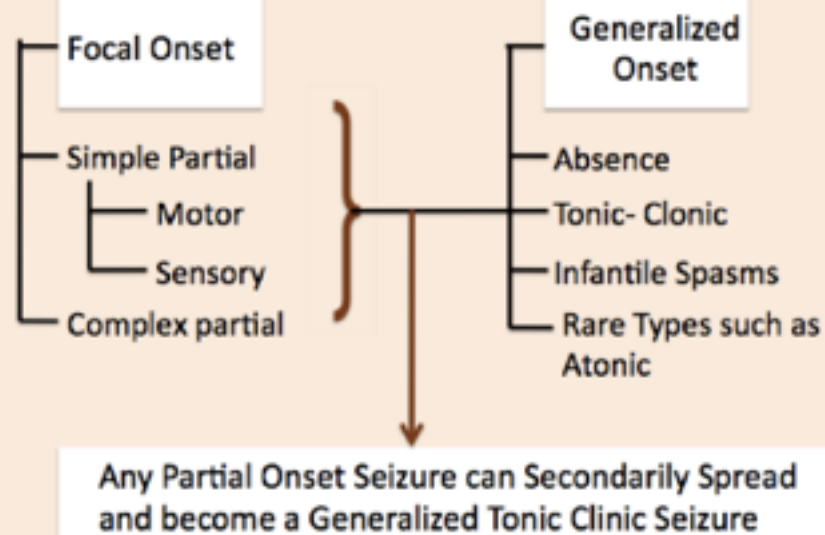 Focal Onset
Simple Partial
Motor
Sensory
Complex partial
Generalized
Onset
Absence
Tonic- Clonic
Infantile Spasms
Rare Types such as
Atonic
Any Partial Onset Seizure can Secondarily Spread
and become a Generalized Tonic Clinic Seizure